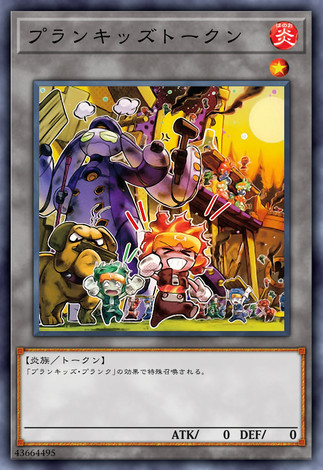 プランキッズトークン
炎
【炎族／トークン】
「プランキッズ・プランク」の効果で特殊召喚される。
ATK/ 0 DEF/ 0
43664495